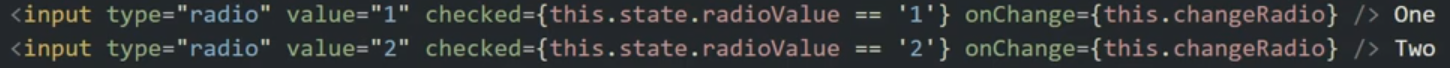 <input type="radio" value="1" checked={this.state.radioValue == '1'} onChange={this.changeRadio} /> One
<input type="radio" value="2" checked={this.state.radioValue == '2'} onChange={this.changeRadio} /> Two